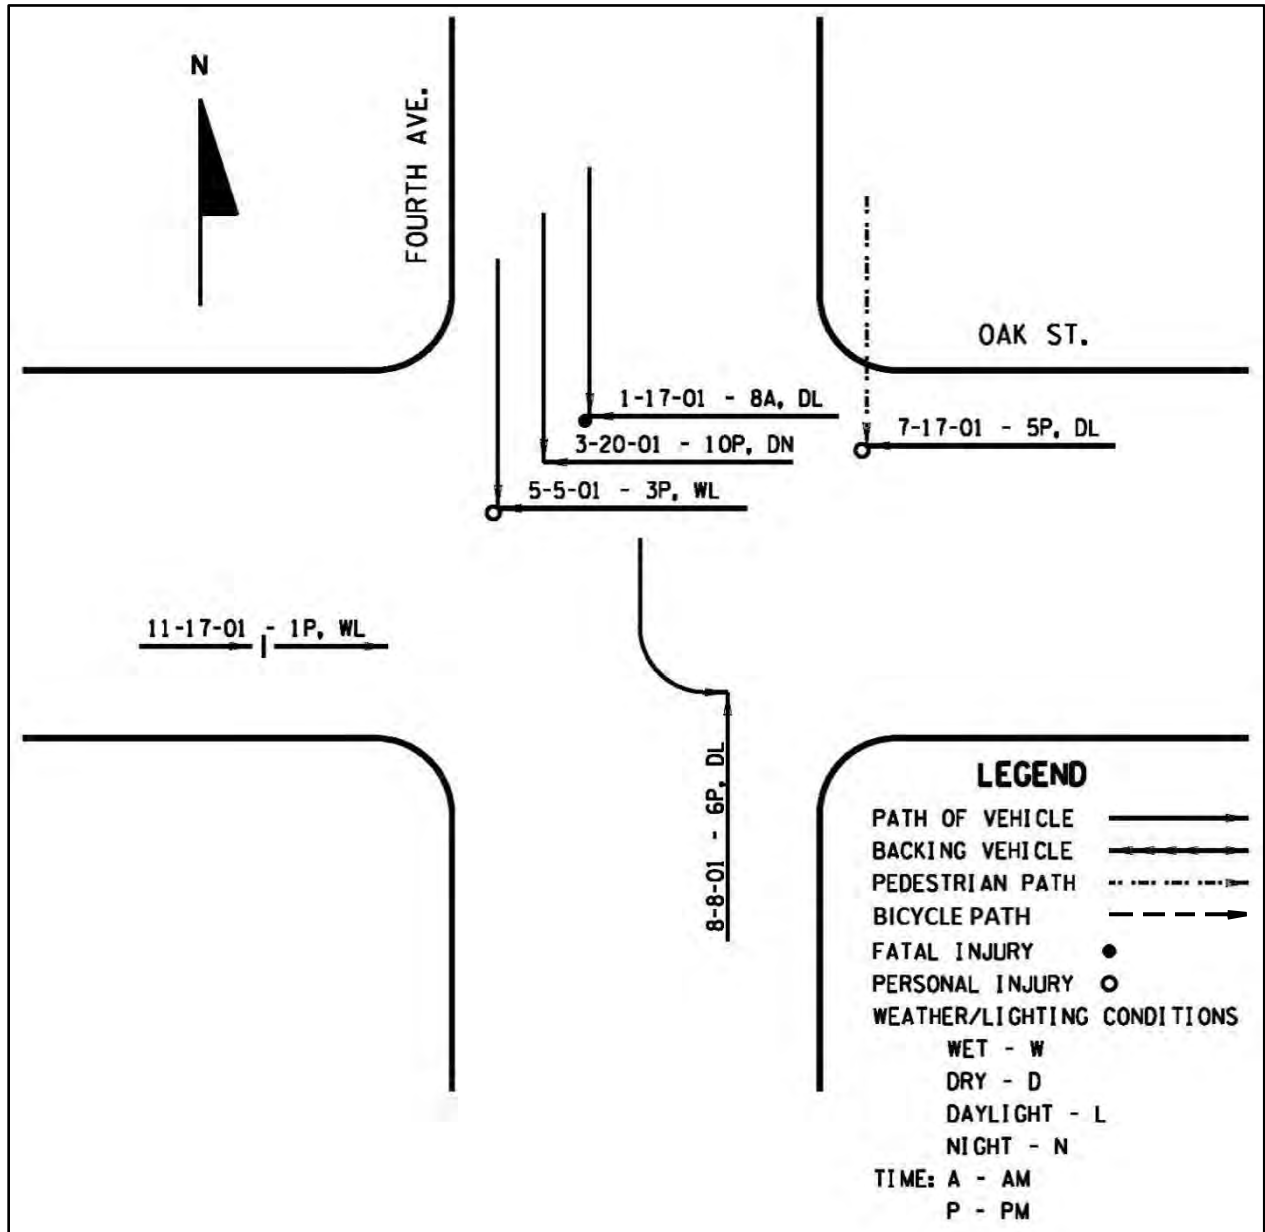 N
FOURTH AVE.
OAK ST.
1-17-01 - 8A, DL
3-20-01 - 10P, DN
7-17-01 - 5P, DL
5-5-01 - 3P, WL
11-17-01 - 1P, WL
8-8-01 - 6P, DL
LEGEND
PATH OF VEHICLE
BACKING VEHICLE
PEDESTRIAN PATH
BICYCLE PATH
FATAL INJURY
PERSONAL INJURY
WEATHER/LIGHTING CONDITIONS
WET - W
DRY - D
DAYLIGHT - L
NIGHT - N
TIME: A - AM
P - PM